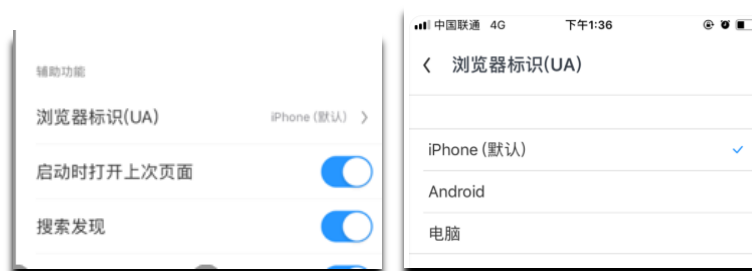 辅助功能
浏览器标识(UA)
iPhone (默认)
启动时打开上次页面
搜索发现
中国联通 4G 下午1:36
浏览器标识(UA)
iPhone (默认)
Android
电脑